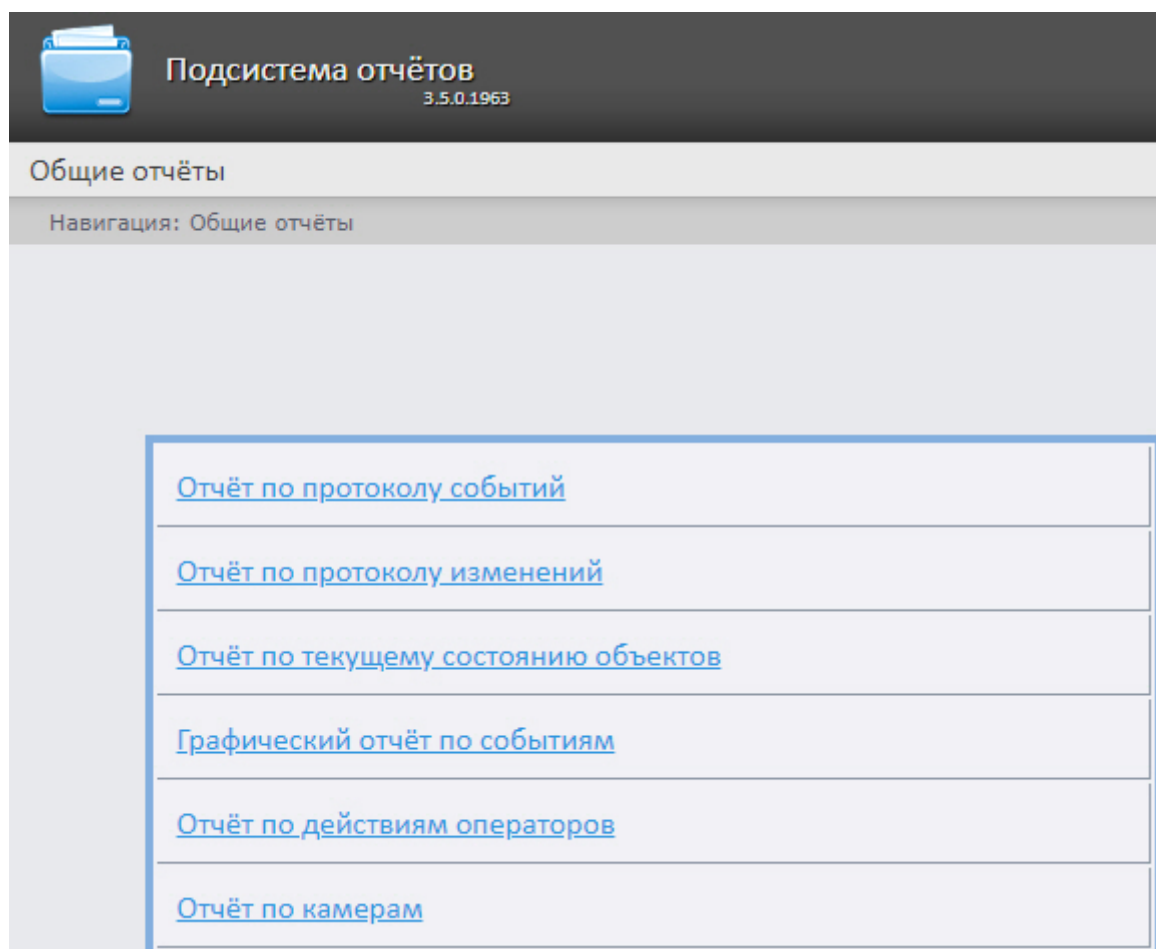 Подсистема отчётов
3.5.0.1963
Общие отчёты
Навигация: Общие отчёты
Отчёт по протоколу событий
Отчёт по протоколу изменений
Отчёт по текущему состоянию объектов
Графический отчёт по событиям
Отчёт по действиям операторов
Отчёт по камерам